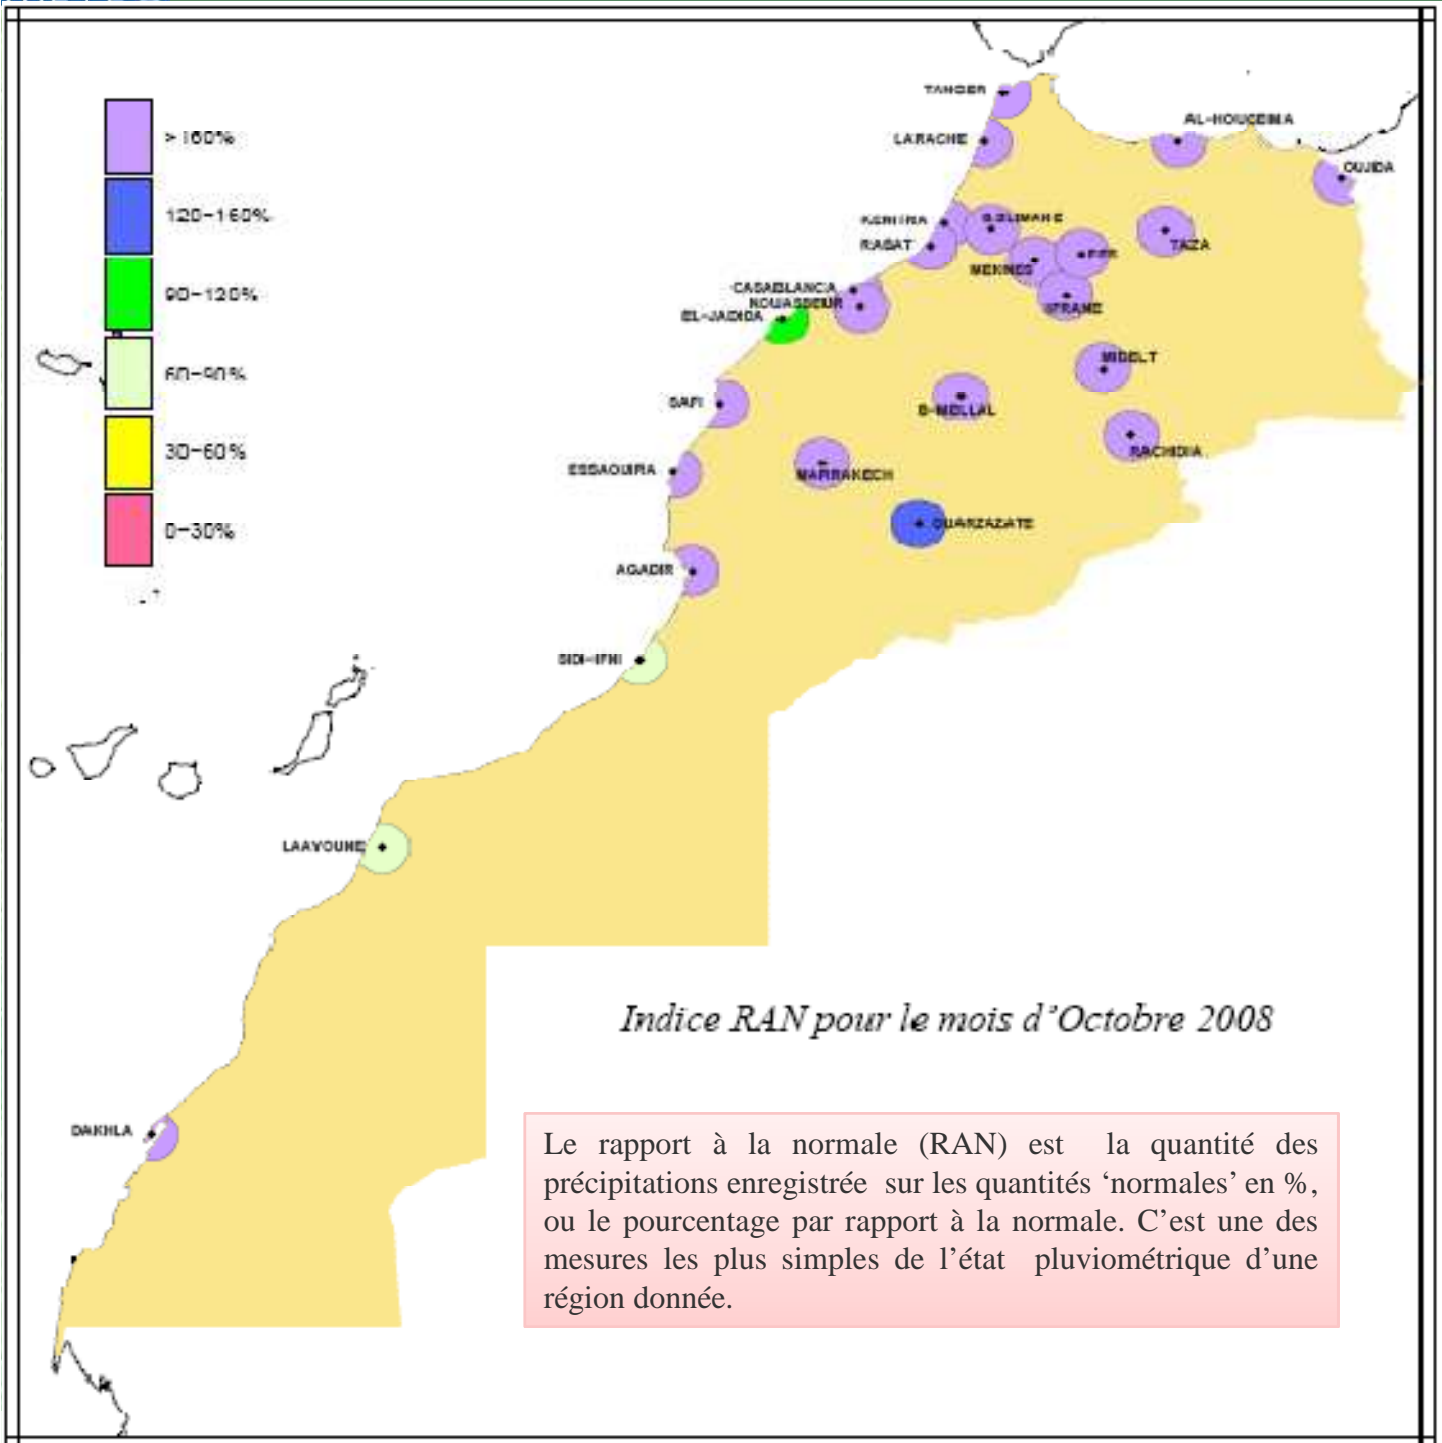 TANGER
AL-HOUCEIMA
>160%
LARACHE
OUJDA
120-160%
KENITRA
S.SLIMANE
RABAT
TAZA
FES
MEKNES
CASABLANCA
90-120%
NOUASSEUR
IFRANE
EL-JADIDA
MIDELT
60-90%
SAFI
B-MELLAL
30-60%
RACHIDIA
ESSAOUIRA
MARRAKECH
0-30%
OUARZAZATE
AGADIR
SIDI-IFNI
LAAYOUNE
Indice RAN pour le mois d’Octobre 2008
DAKHLA
Le rapport à la normale (RAN) est la quantité des
précipitations enregistrée sur les quantités ‘normales’ en %,
ou le pourcentage par rapport à la normale. C’est une des
mesures les plus simples de l’état pluviométrique d’une
région donnée.